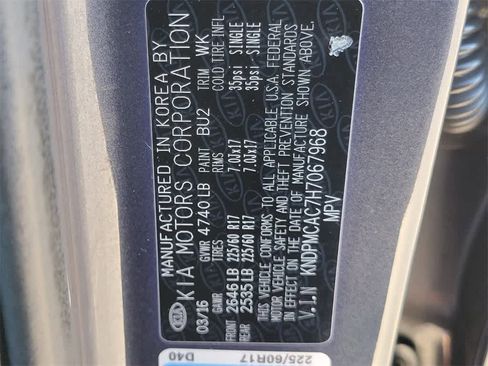 KIA
MANUFACTURED IN KOREA BY
KIA MOTORS CORPORATION
03/16 GVWR 4740LB PAINT BU2 TRIM WK
GAWR TIRES RIMS COLD TIRE INFL
FRONT 2646LB 225/60 R17 7.0JX17 35psi SINGLE
REAR 2535LB 225/60 R17 7.0JX17 35psi SINGLE
THIS VEHICLE CONFORMS TO ALL APPLICABLE U.S.A. FEDERAL
MOTOR VEHICLE SAFETY AND THEFT PREVENTION STANDARDS
IN EFFECT ON THE DATE OF MANUFACTURE SHOWN ABOVE.
V.I.N KNDPMCAC7H7067968
MPV
D40 225/60R17